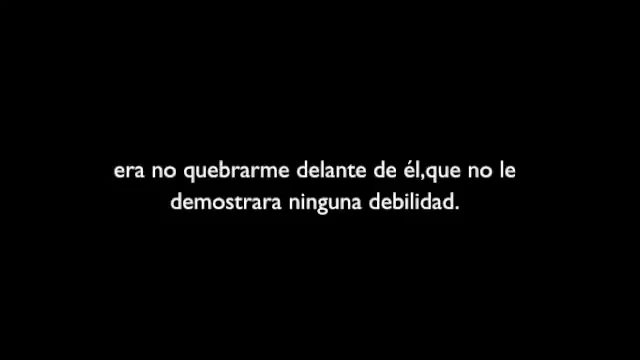 era no quebrarme delante de él,que no le
demostrara ninguna debilidad.